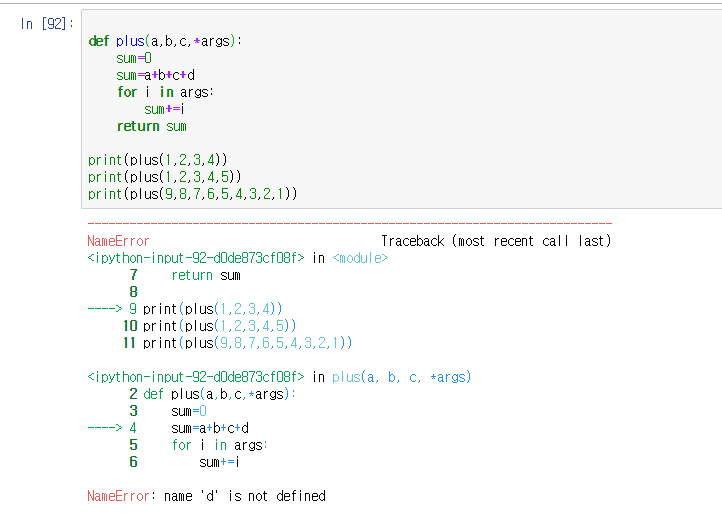 In [92]:
def plus(a,b,c,*args):
    sum=0
    sum=a+b+c+d
    for i in args:
        sum+=i
    return sum

print(plus(1,2,3,4))
print(plus(1,2,3,4,5))
print(plus(9,8,7,6,5,4,3,2,1))
---------------------------------------------------------------------------
NameError                                 Traceback (most recent call last)
<ipython-input-92-d0de873cf08f> in <module>
      7     return sum
      8
----> 9 print(plus(1,2,3,4))
     10 print(plus(1,2,3,4,5))
     11 print(plus(9,8,7,6,5,4,3,2,1))

<ipython-input-92-d0de873cf08f> in plus(a, b, c, *args)
      2 def plus(a,b,c,*args):
      3     sum=0
----> 4     sum=a+b+c+d
      5     for i in args:
      6         sum+=i

NameError: name 'd' is not defined